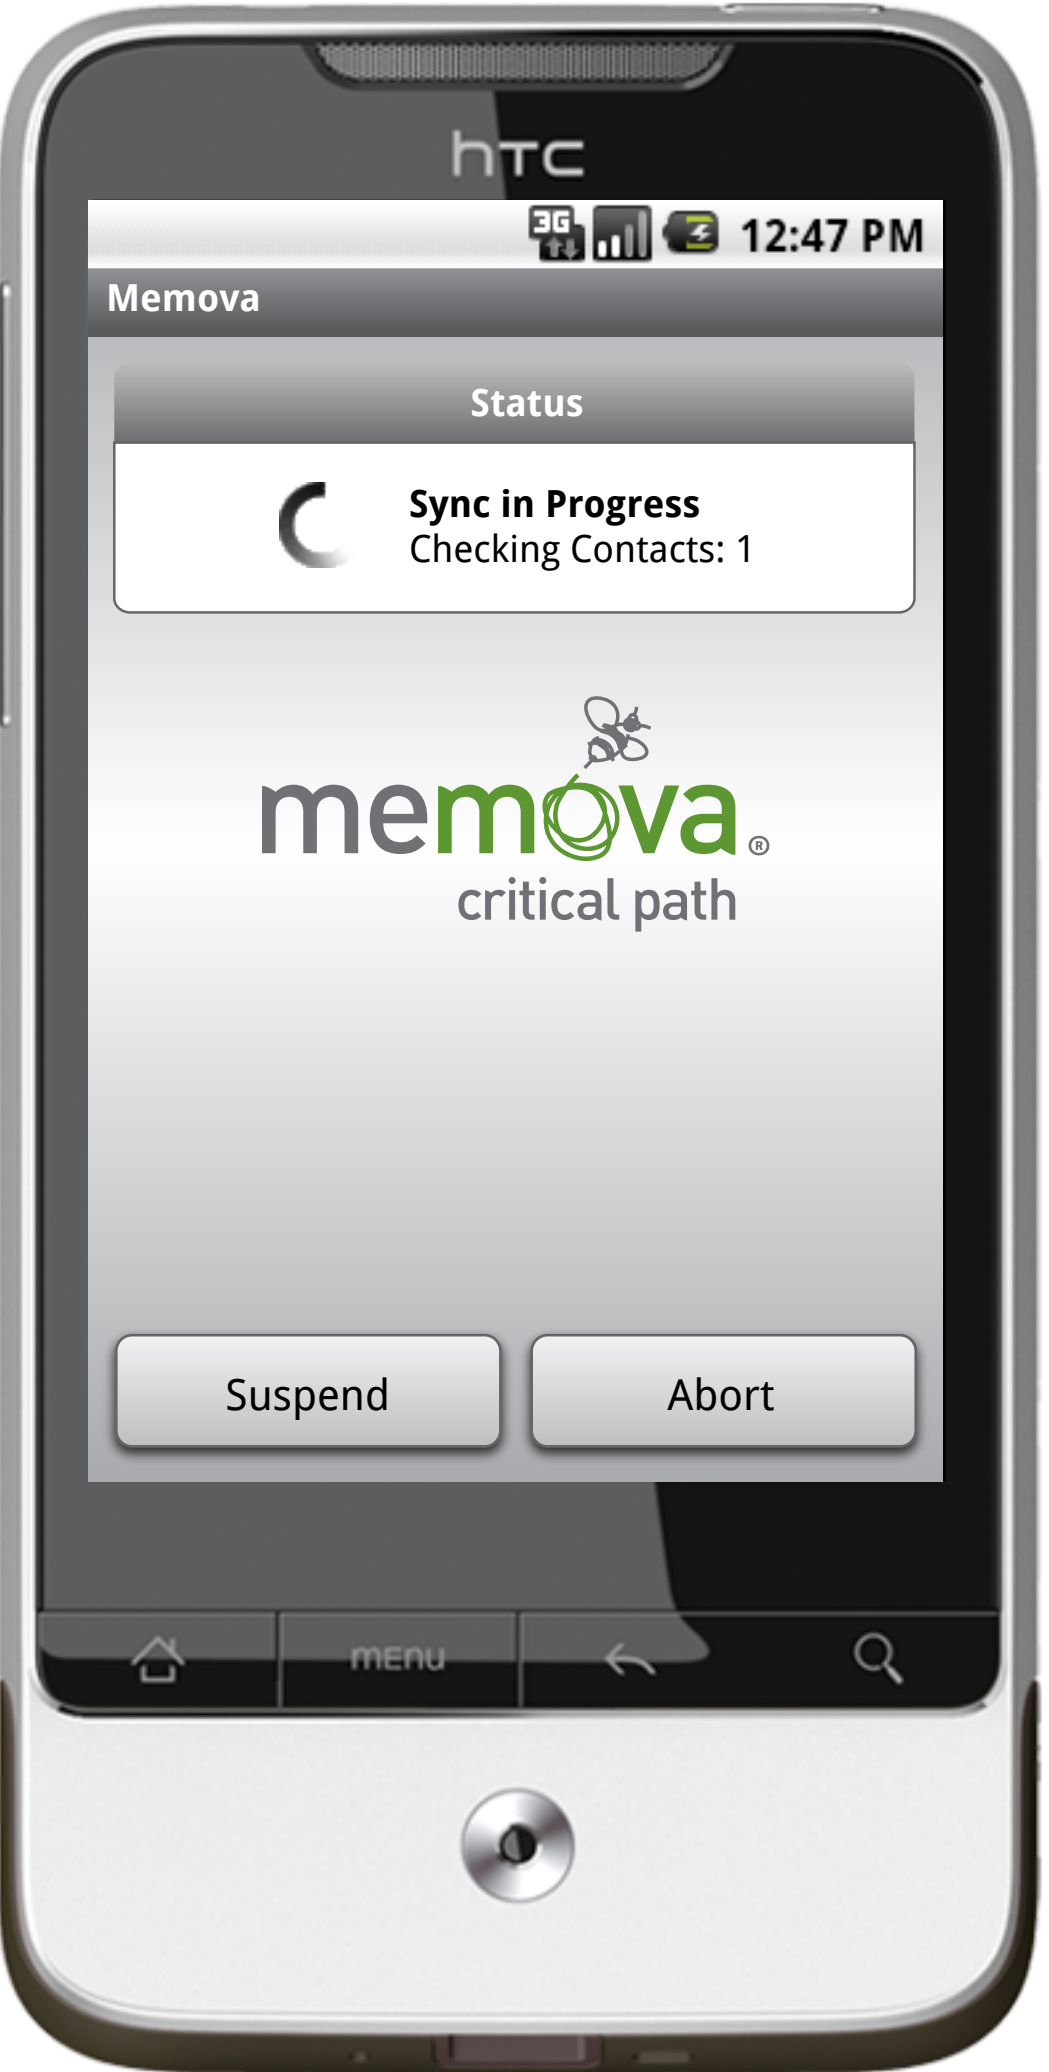 hTC
3G
12:47 PM
Memova
Status
Sync in Progress
Checking Contacts: 1
memova®
critical path
Suspend
Abort
mEnu